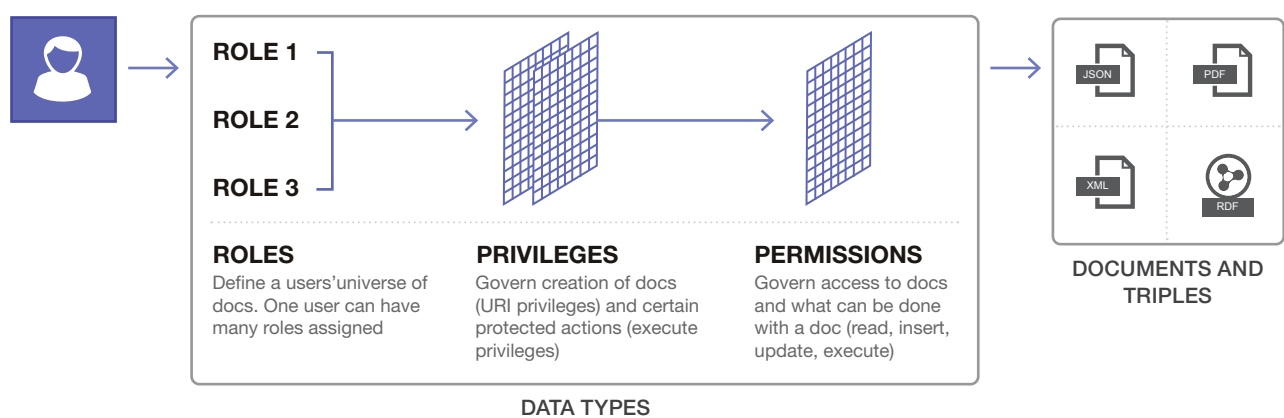 ROLE 1
ROLE 2
ROLE 3
ROLES
Define a users'universe of
docs. One user can have
many roles assigned
PRIVILEGES
Govern creation of docs
(URI privileges) and certain
protected actions (execute
privileges)
PERMISSIONS
Govern access to docs
and what can be done
with a doc (read, insert,
update, execute)
DATA TYPES
JSON
PDF
XML
RDF
DOCUMENTS AND
TRIPLES